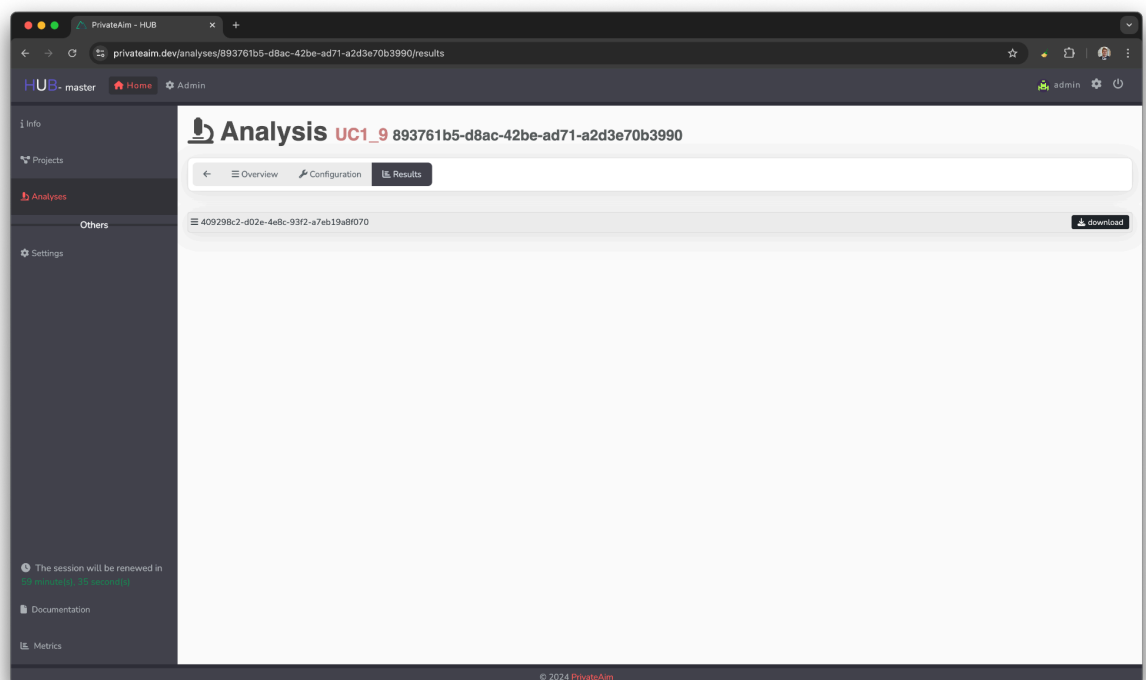 PrivateAim - HUB
privateaim.dev/analyses/893761b5-d8ac-42be-ad71-a2d3e70b3990/results
HUB - master Home Admin admin
Info
Projects
Analyses
Others
Settings
Analysis UC1_9 893761b5-d8ac-42be-ad71-a2d3e70b3990
Overview Configuration Results
409298c2-d02e-4e8c-93f2-a7eb19a8f070 download
The session will be renewed in
59 minute(s), 35 second(s)
Documentation
Metrics
© 2024 PrivateAim